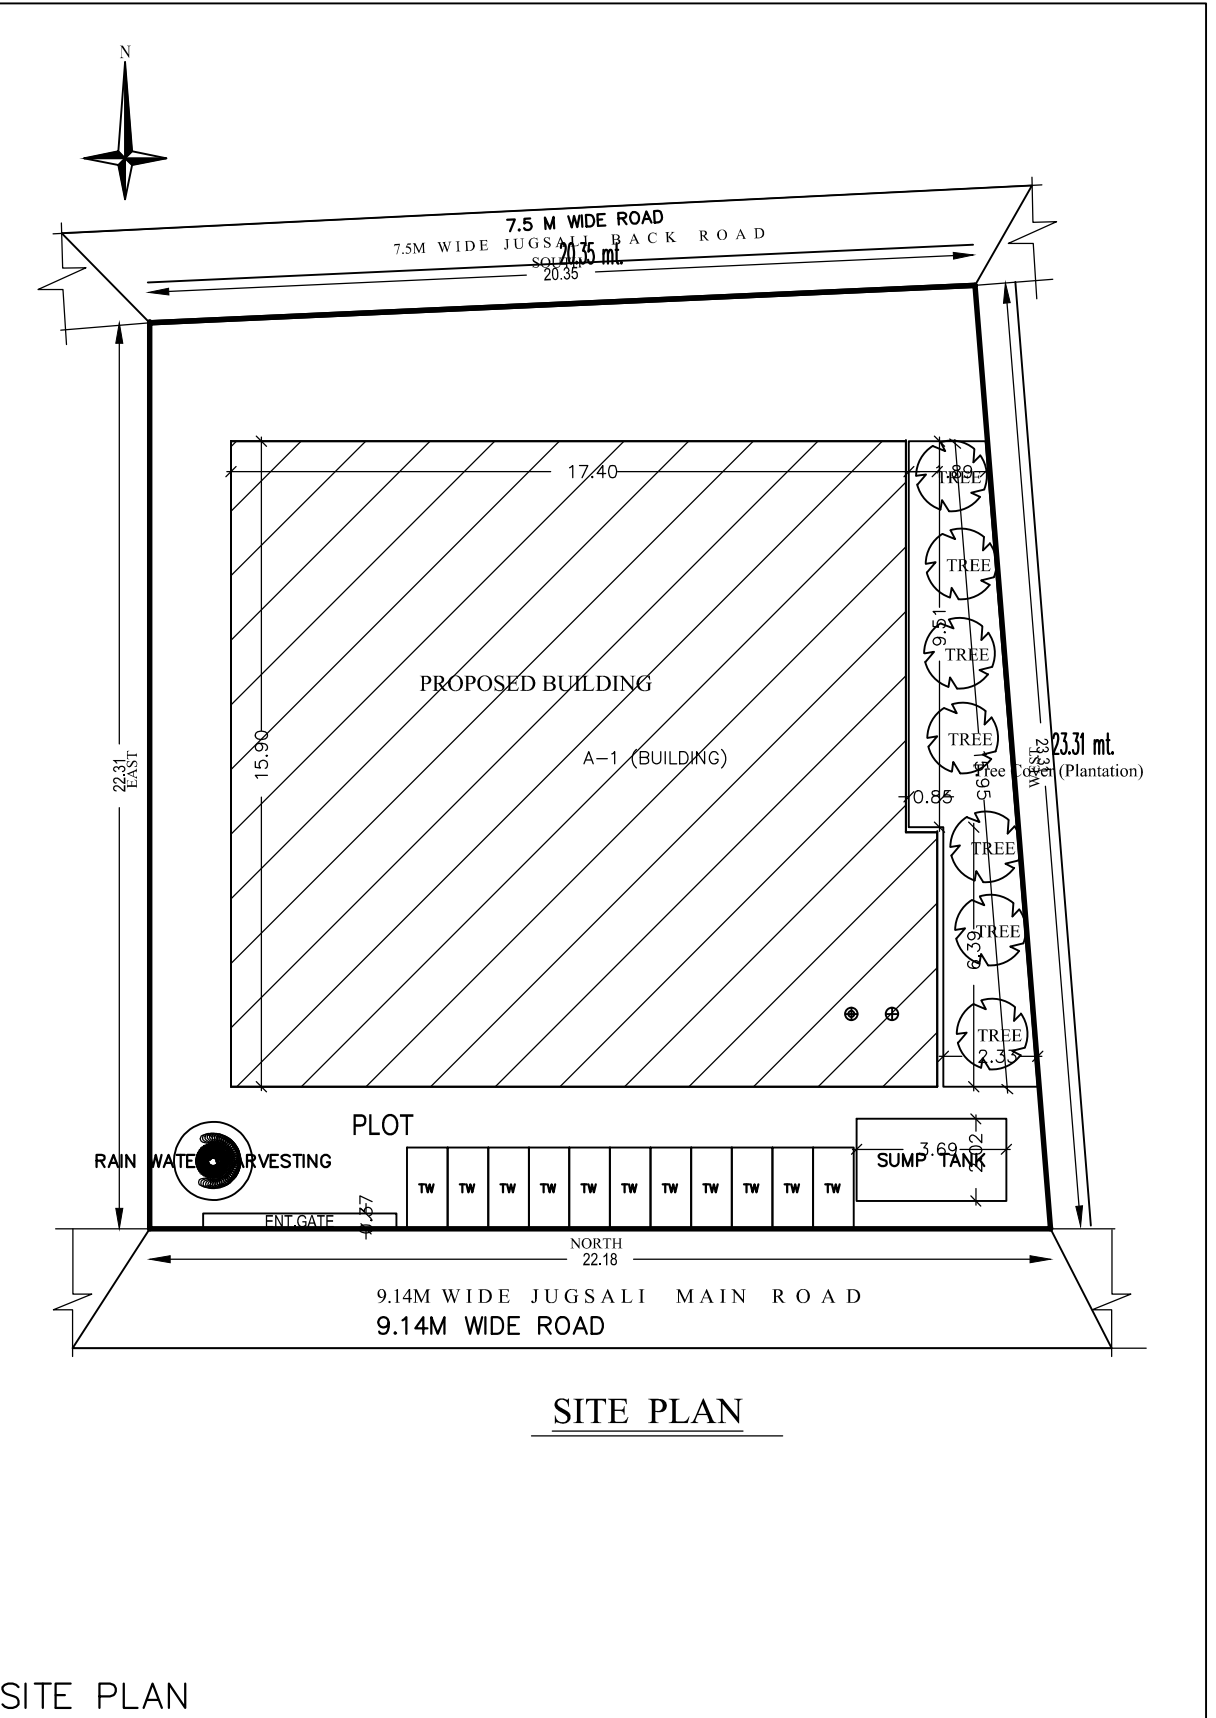 N
7.5 M WIDE ROAD
7.5M WIDE JUGSALI BACK ROAD
20.35 mt.
SOUTH
20.35
17.40
.89
TREE
TREE
9.51
TREE
PROPOSED BUILDING
TREE
15.90
A-1 (BUILDING)
22.31
EAST
23.31
WEST
23.31 mt.
Tree Cover (Plantation)
0.85
TREE
TREE
6.39
TREE
2.33
PLOT
3.69
2.02
SUMP TANK
RAIN WATER HARVESTING
TW TW TW TW TW TW TW TW TW TW TW
ENT.GATE
0.37
NORTH
22.18
9.14M WIDE JUGSALI MAIN ROAD
9.14M WIDE ROAD
SITE PLAN
SITE PLAN